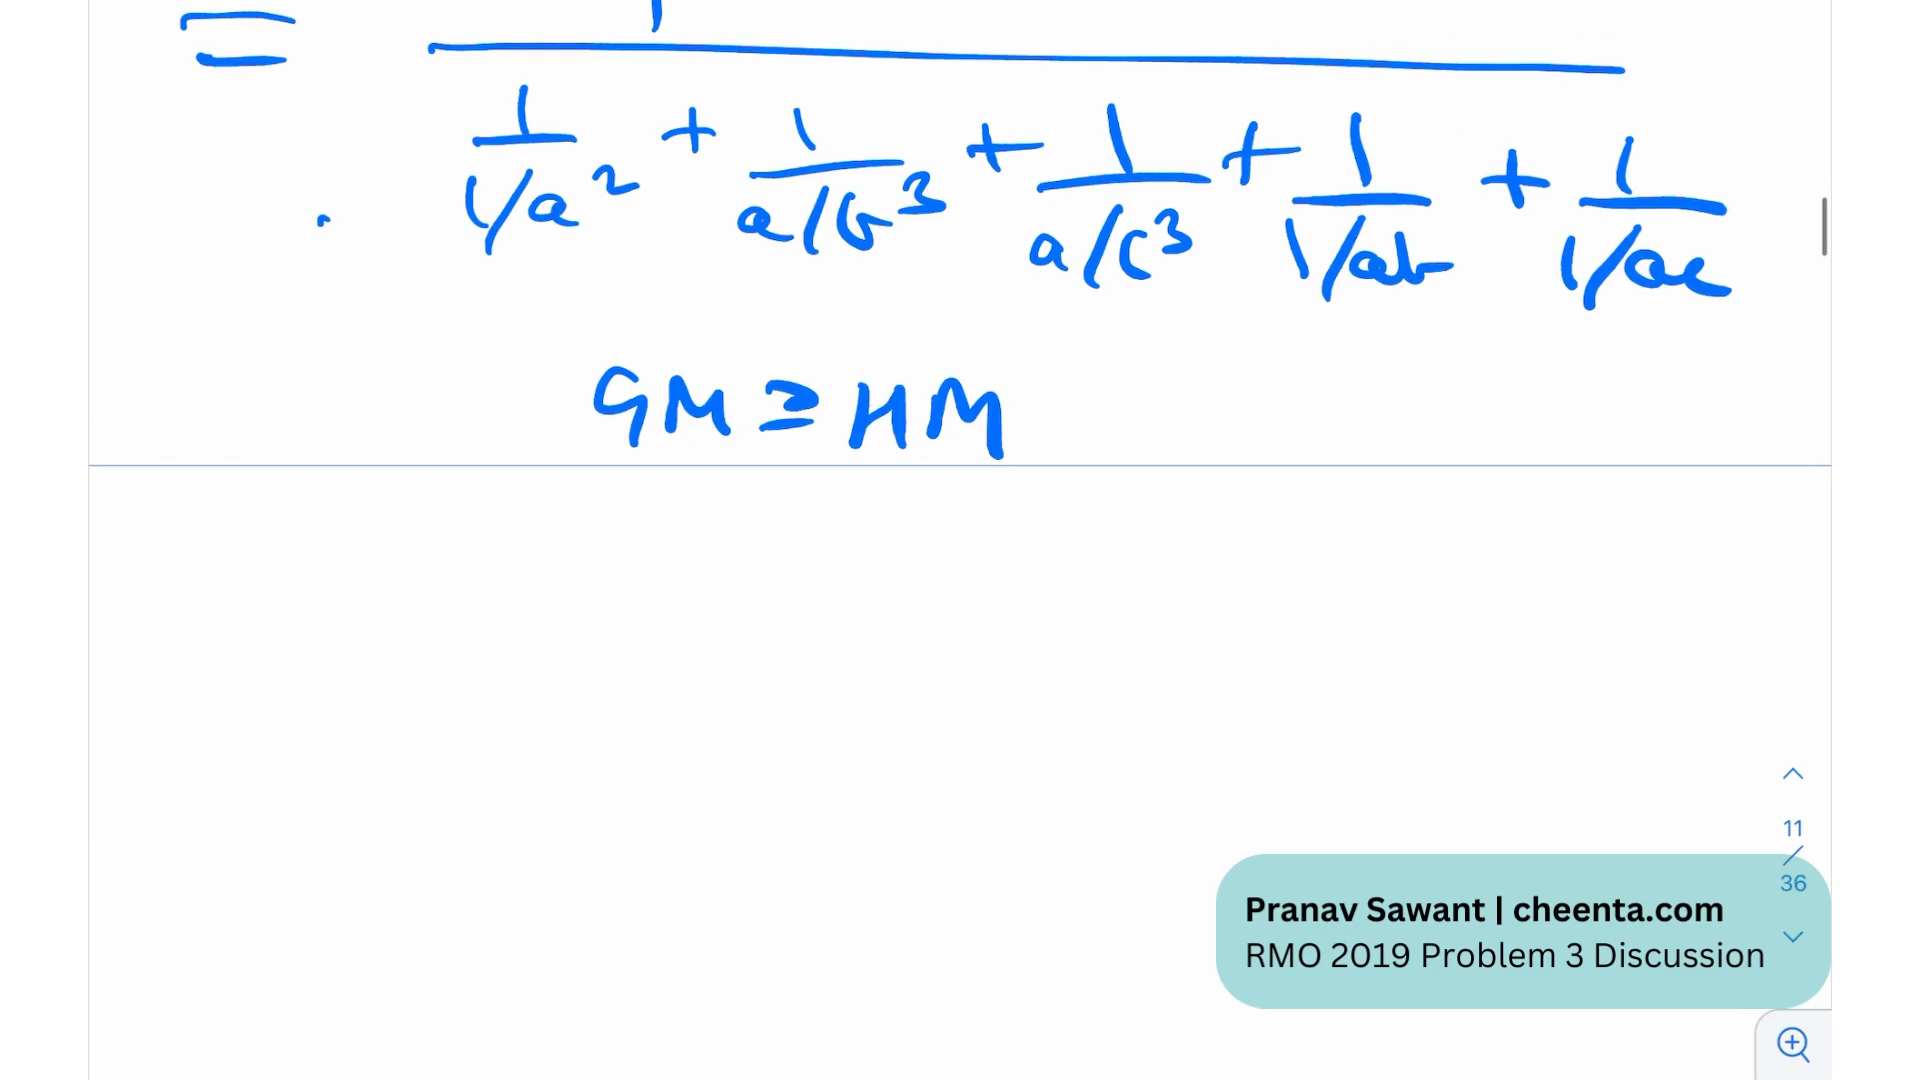 =
1/(1/a²) + 1/(a/b³) + 1/(a/c³) + 1/(1/ab) + 1/(1/ac)
GM ≥ HM
11
/
36
Pranav Sawant | cheenta.com
RMO 2019 Problem 3 Discussion